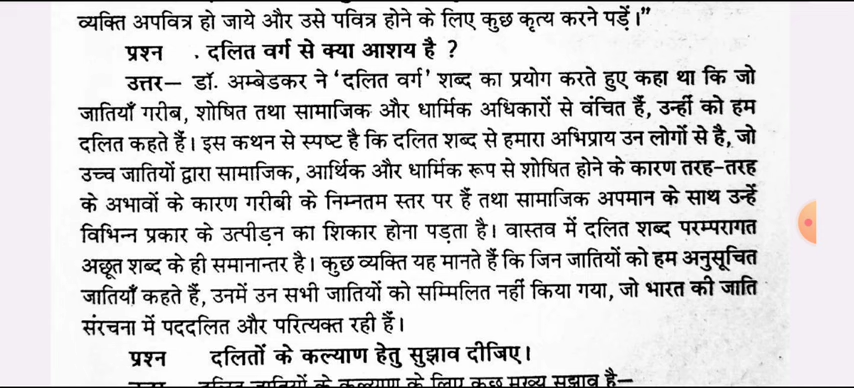 व्यक्ति अपवित्र हो जाये और उसे पवित्र होने के लिए कुछ कृत्य करने पड़ें।”
प्रश्न . दलित वर्ग से क्या आशय है ?
उत्तर— डॉ. अम्बेडकर ने ‘दलित वर्ग’ शब्द का प्रयोग करते हुए कहा था कि जो
जातियाँ गरीब, शोषित तथा सामाजिक और धार्मिक अधिकारों से वंचित हैं, उन्हीं को हम
दलित कहते हैं। इस कथन से स्पष्ट है कि दलित शब्द से हमारा अभिप्राय उन लोगों से है, जो
उच्च जातियों द्वारा सामाजिक, आर्थिक और धार्मिक रूप से शोषित होने के कारण तरह-तरह
के अभावों के कारण गरीबी के निम्नतम स्तर पर हैं तथा सामाजिक अपमान के साथ उन्हें
विभिन्न प्रकार के उत्पीड़न का शिकार होना पड़ता है। वास्तव में दलित शब्द परम्परागत
अछूत शब्द के ही समानान्तर है। कुछ व्यक्ति यह मानते हैं कि जिन जातियों को हम अनुसूचित
जातियाँ कहते हैं, उनमें उन सभी जातियों को सम्मिलित नहीं किया गया, जो भारत की जाति
संरचना में पददलित और परित्यक्त रही हैं।
प्रश्न दलितों के कल्याण हेतु सुझाव दीजिए।
उत्तर दलित जातियों के कल्याण के लिए कुछ मुख्य सुझाव है—